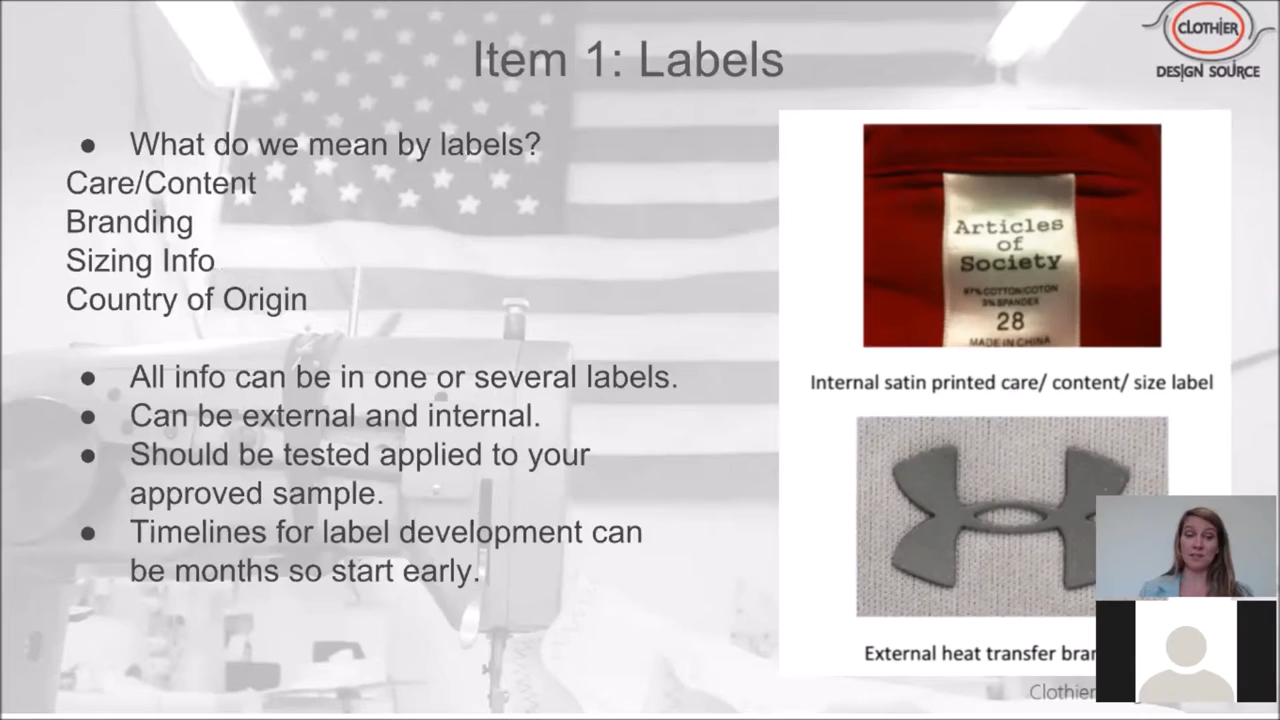 Item 1: Labels
CLOTHIER
DESIGN SOURCE
● What do we mean by labels?
Care/Content
Branding
Sizing Info
Country of Origin
● All info can be in one or several labels.
● Can be external and internal.
● Should be tested applied to your
approved sample.
● Timelines for label development can
be months so start early.
Articles
of
Society
97% COTTON/COTON
3% SPANDEX
28
MADE IN CHINA
Internal satin printed care/ content/ size label
External heat transfer
Clothier